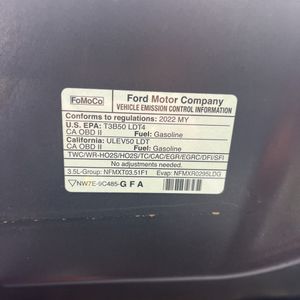 FoMoCo
Ford Motor Company
VEHICLE EMISSION CONTROL INFORMATION
Conforms to regulations: 2022 MY
U.S. EPA: T3B50 LDT4
CA OBD II Fuel: Gasoline
California: ULEV50 LDT
CA OBD II Fuel: Gasoline
TWC/WR-HO2S/HO2S/TC/CAC/EGR/EGRC/DFI/SFI
No adjustments needed.
3.5L-Group: NFMXT03.51F1 Evap: NFMXR0295LDG
NW7E-9C485-GFA